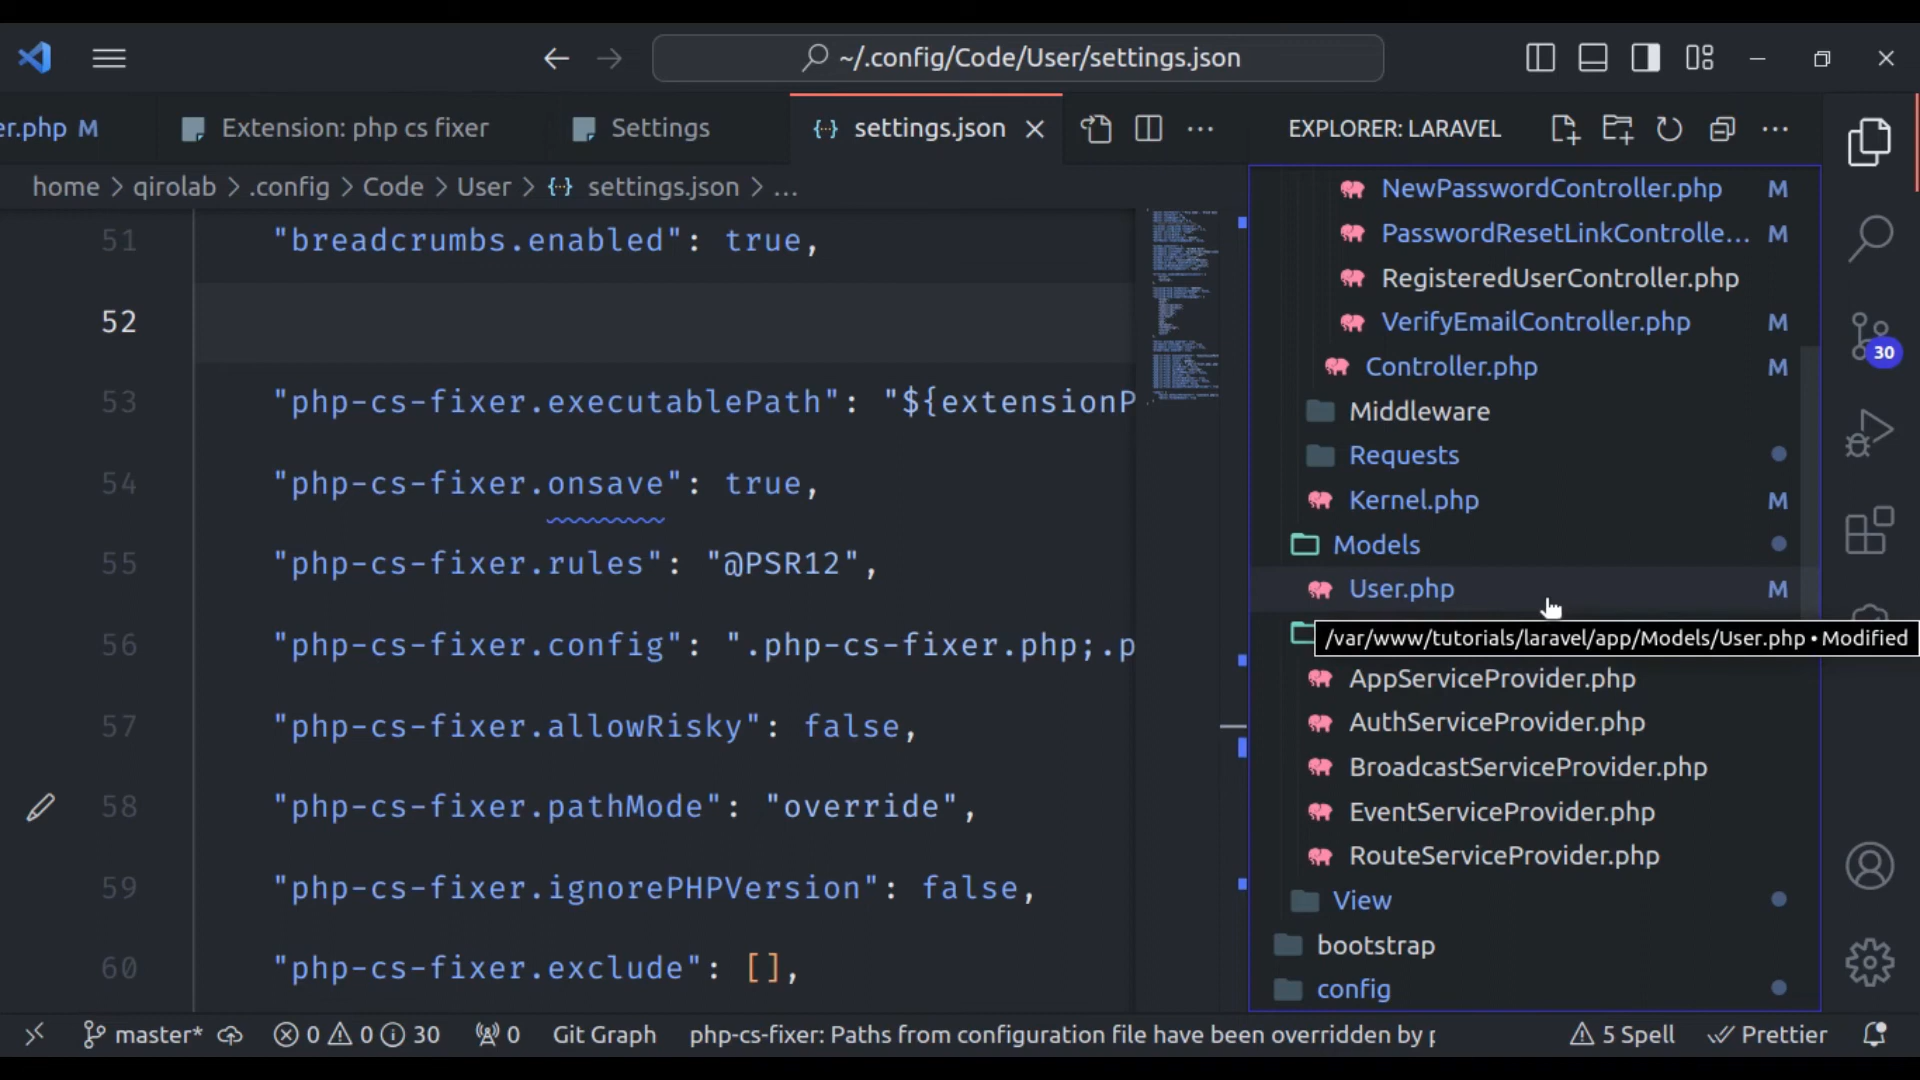 ~/.config/Code/User/settings.json
er.php M
Extension: php cs fixer
Settings
settings.json
home > qirolab > .config > Code > User > settings.json > ...
51 "breadcrumbs.enabled": true,
52
53 "php-cs-fixer.executablePath": "${extensionP
54 "php-cs-fixer.onsave": true,
55 "php-cs-fixer.rules": "@PSR12",
56 "php-cs-fixer.config": ".php-cs-fixer.php;.p
57 "php-cs-fixer.allowRisky": false,
58 "php-cs-fixer.pathMode": "override",
59 "php-cs-fixer.ignorePHPVersion": false,
60 "php-cs-fixer.exclude": [],
EXPLORER: LARAVEL
NewPasswordController.php M
PasswordResetLinkControlle... M
RegisteredUserController.php
VerifyEmailController.php M
Controller.php M
Middleware
Requests
Kernel.php M
Models
User.php M
/var/www/tutorials/laravel/app/Models/User.php • Modified
AppServiceProvider.php
AuthServiceProvider.php
BroadcastServiceProvider.php
EventServiceProvider.php
RouteServiceProvider.php
View
bootstrap
config
30
master* 0 0 30 0 Git Graph php-cs-fixer: Paths from configuration file have been overridden by p 5 Spell Prettier